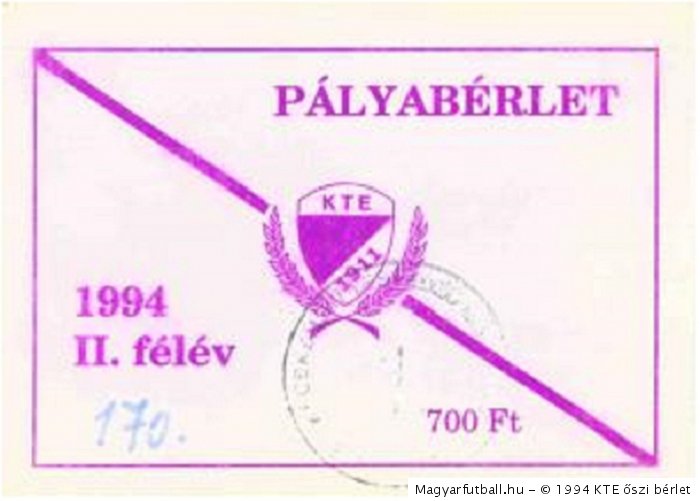 PÁLYABÉRLET
KTE
1911
1994
II. félév
170.
700 Ft
Magyarfutball.hu – © 1994 KTE őszi bérlet